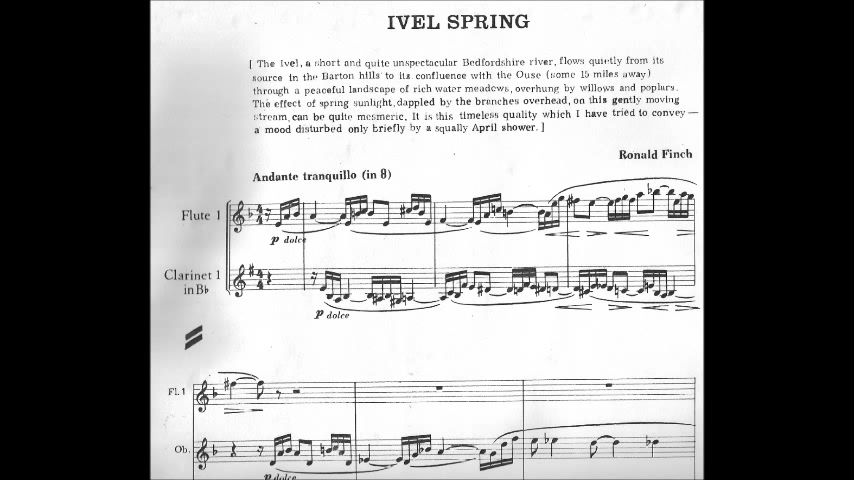 IVEL SPRING
[ The Ivel, a short and quite unspectacular Bedfordshire river, flows quietly from its
source in the Barton hills to its confluence with the Ouse (some 15 miles away)
through a peaceful landscape of rich water meadows, overhung by willows and poplars.
The effect of spring sunlight, dappled by the branches overhead, on this gently moving
stream, can be quite mesmeric. It is this timeless quality which I have tried to convey —
a mood disturbed only briefly by a squally April shower. ]
Ronald Finch
Andante tranquillo (in 8)
Flute 1
p dolce
Clarinet 1
in B♭
p dolce
Fl. 1
Ob.
p dolce